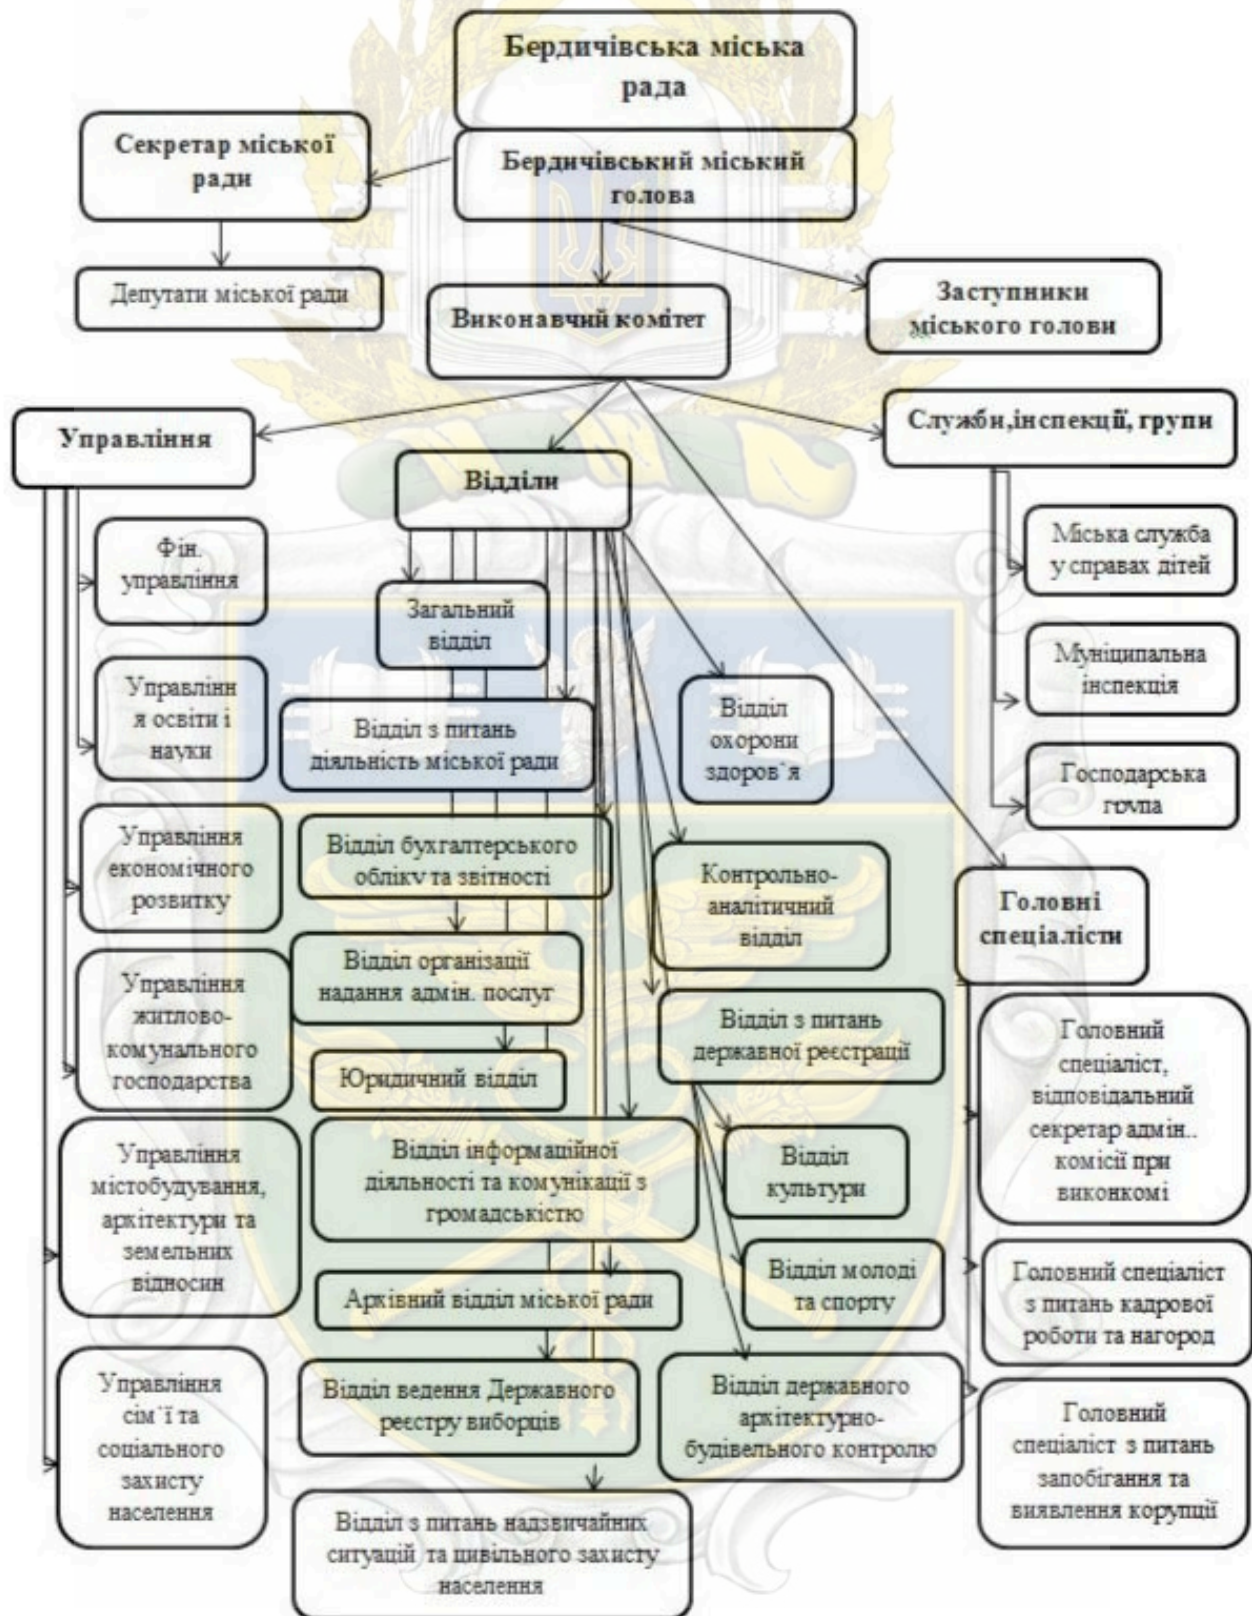 Бердичівська міська
рада
Секретар міської
ради
Бердичівський міський
голова
Депутати міської ради
Виконавчий комітет
Заступники
міського голови
Управління
Відділи
Служби,інспекції, групи
Фін.
управління
Управлінн
я освіти і
науки
Управління
економічного
розвитку
Управління
житлово-
комунального
господарства
Управління
містобудування,
архітектури та
земельних
відносин
Управління
сім`ї та
соціального
захисту
населення
Загальний
відділ
Відділ з питань
діяльність міської ради
Відділ бухгалтерського
обліку та звітності
Відділ організації
надання адмін. послуг
Юридичний відділ
Відділ інформаційної
діяльності та комунікації з
громадськістю
Архівний відділ міської ради
Відділ ведення Державного
реєстру виборців
Відділ з питань надзвичайних
ситуацій та цивільного захисту
населення
Відділ
охорони
здоров`я
Контрольно-
аналітичний
відділ
Відділ з питань
державної реєстрації
Відділ
культури
Відділ молоді
та спорту
Відділ державного
архітектурно-
будівельного контролю
Міська служба
у справах дітей
Муніципальна
інспекція
Господарська
група
Головні
спеціалісти
Головний
спеціаліст,
відповідальний
секретар адмін..
комісії при
виконкомі
Головний спеціаліст
з питань кадрової
роботи та нагород
Головний
спеціаліст з питань
запобігання та
виявлення корупції